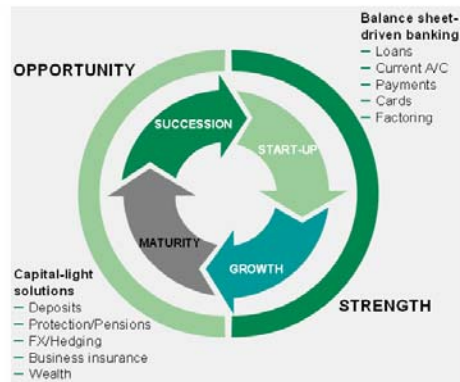 Balance sheet-
driven banking
– Loans
– Current A/C
– Payments
– Cards
– Factoring
OPPORTUNITY
SUCCESSION
START-UP
MATURITY
GROWTH
Capital-light
solutions
– Deposits
– Protection/Pensions
– FX/Hedging
– Business insurance
– Wealth
STRENGTH